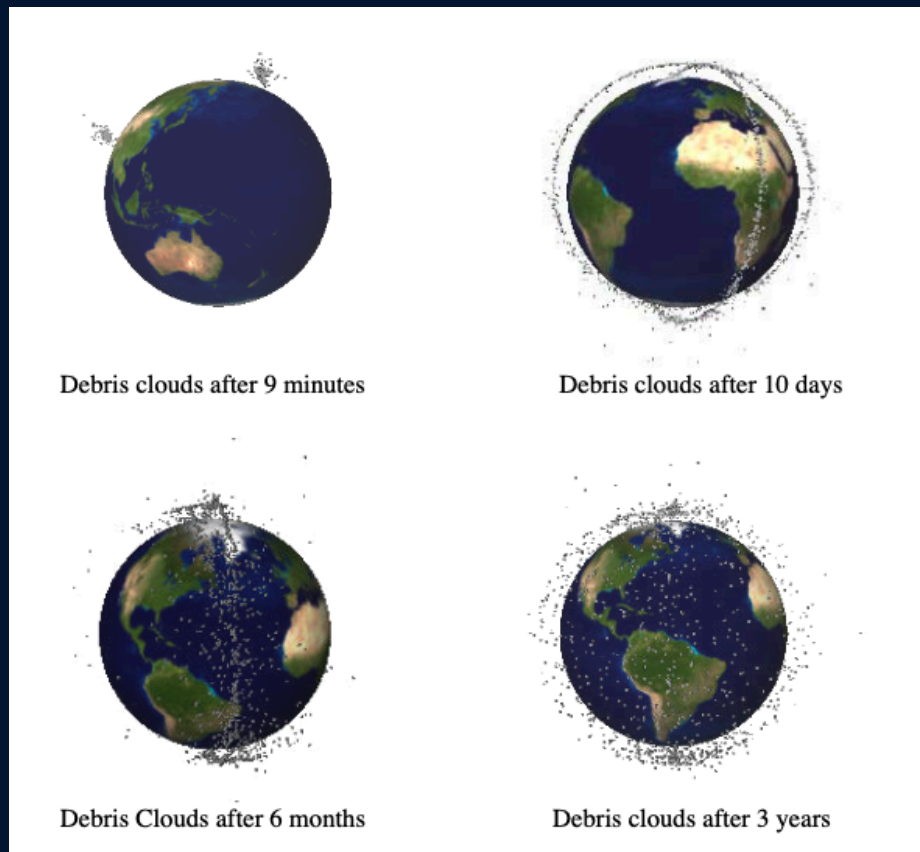 Debris clouds after 9 minutes
Debris clouds after 10 days
Debris Clouds after 6 months
Debris clouds after 3 years